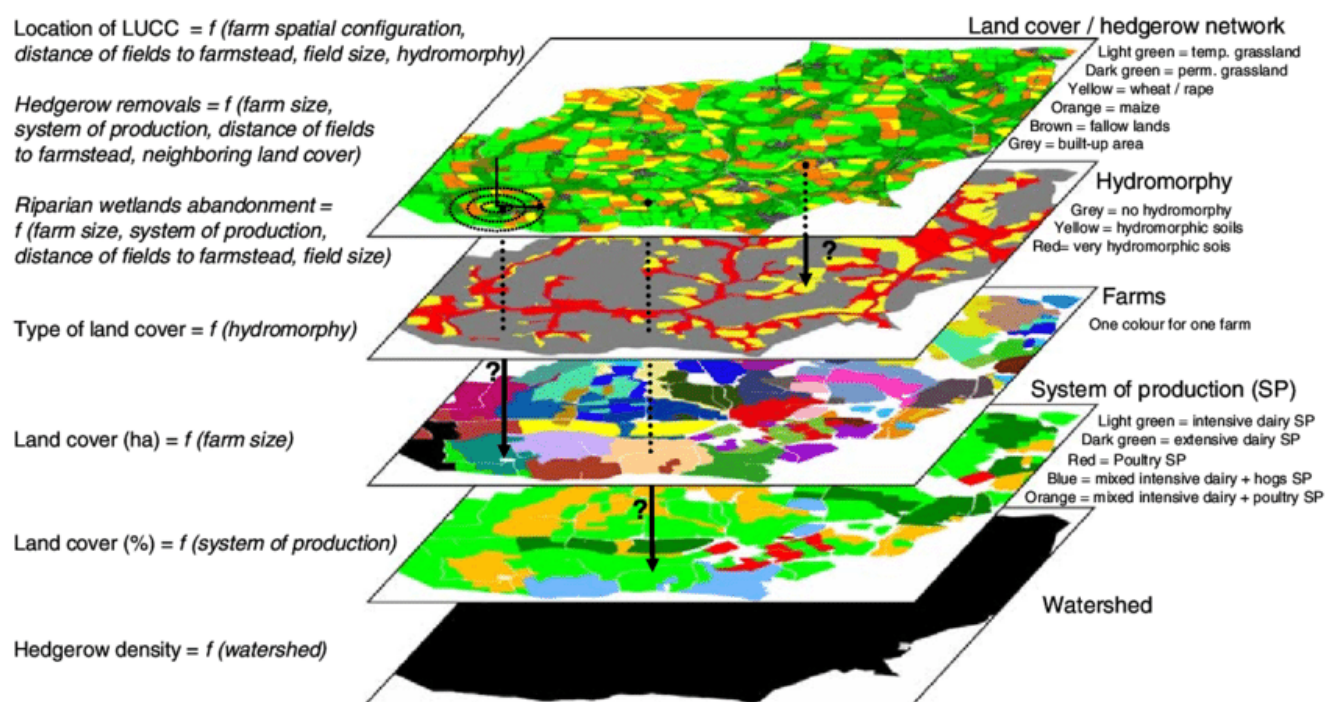 Location of LUCC = f (farm spatial configuration,
distance of fields to farmstead, field size, hydromorphy)
Hedgerow removals = f (farm size,
system of production, distance of fields
to farmstead, neighboring land cover)
Riparian wetlands abandonment =
f (farm size, system of production,
distance of fields to farmstead, field size)
Type of land cover = f (hydromorphy)
Land cover (ha) = f (farm size)
Land cover (%) = f (system of production)
Hedgerow density = f (watershed)
Land cover / hedgerow network
Light green = temp. grassland
Dark green = perm. grassland
Yellow = wheat / rape
Orange = maize
Brown = fallow lands
Grey = built-up area
Hydromorphy
Grey = no hydromorphy
Yellow = hydromorphic soils
Red= very hydromorphic sois
?
Farms
One colour for one farm
?
System of production (SP)
Light green = intensive dairy SP
Dark green = extensive dairy SP
Red = Poultry SP
Blue = mixed intensive dairy + hogs SP
Orange = mixed intensive dairy + poultry SP
?
Watershed